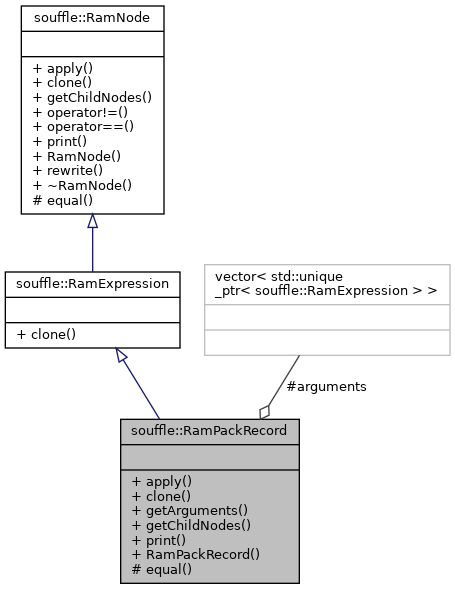 souffle::RamNode
+ apply()
+ clone()
+ getChildNodes()
+ operator!=()
+ operator==()
+ print()
+ RamNode()
+ rewrite()
+ ~RamNode()
# equal()
souffle::RamExpression
+ clone()
vector< std::unique
_ptr< souffle::RamExpression > >
#arguments
souffle::RamPackRecord
+ apply()
+ clone()
+ getArguments()
+ getChildNodes()
+ print()
+ RamPackRecord()
# equal()